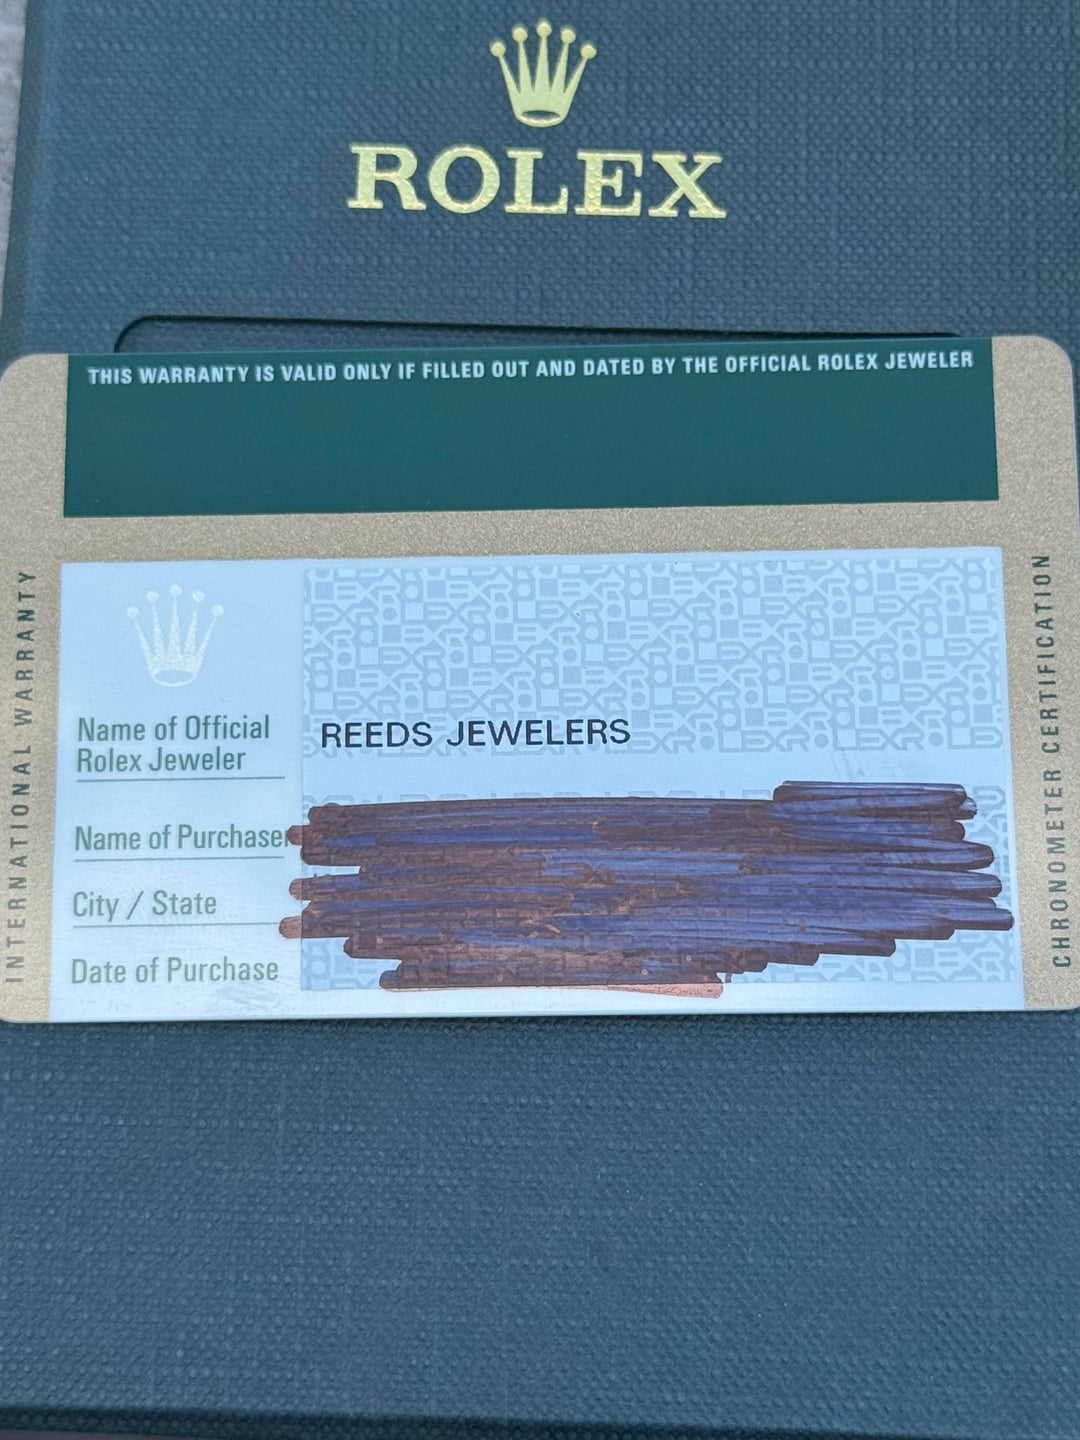 ROLEX
THIS WARRANTY IS VALID ONLY IF FILLED OUT AND DATED BY THE OFFICIAL ROLEX JEWELER
INTERNATIONAL WARRANTY
Name of Official
Rolex Jeweler
REEDS JEWELERS
Name of Purchaser
City / State
Date of Purchase
CHRONOMETER CERTIFICATION